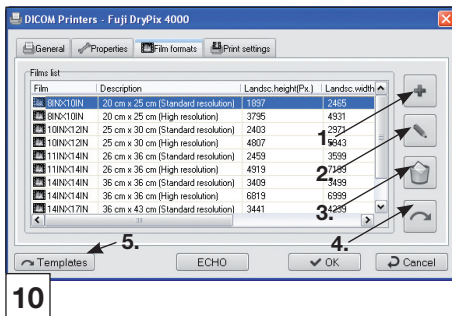 DICOM Printers - Fuji DryPix 4000
General Properties Film formats Print settings
Films list
Film Description Landsc.height(Px.) Landsc.width
8INX10IN 20 cm x 25 cm (Standard resolution) 1897 2465
8INX10IN 20 cm x 25 cm (High resolution) 3795 4931
10INX12IN 25 cm x 30 cm (Standard resolution) 2403 2971
10INX12IN 25 cm x 30 cm (High resolution) 4807 5943
11INX14IN 26 cm x 36 cm (Standard resolution) 2459 3599
11INX14IN 26 cm x 36 cm (High resolution) 4919 7199
14INX14IN 36 cm x 36 cm (Standard resolution) 3409 3499
14INX14IN 36 cm x 36 cm (High resolution) 6819 6999
14INX17IN 36 cm x 43 cm (Standard resolution) 3441 4239
1.
2.
3.
4.
5.
Templates ECHO OK Cancel
10